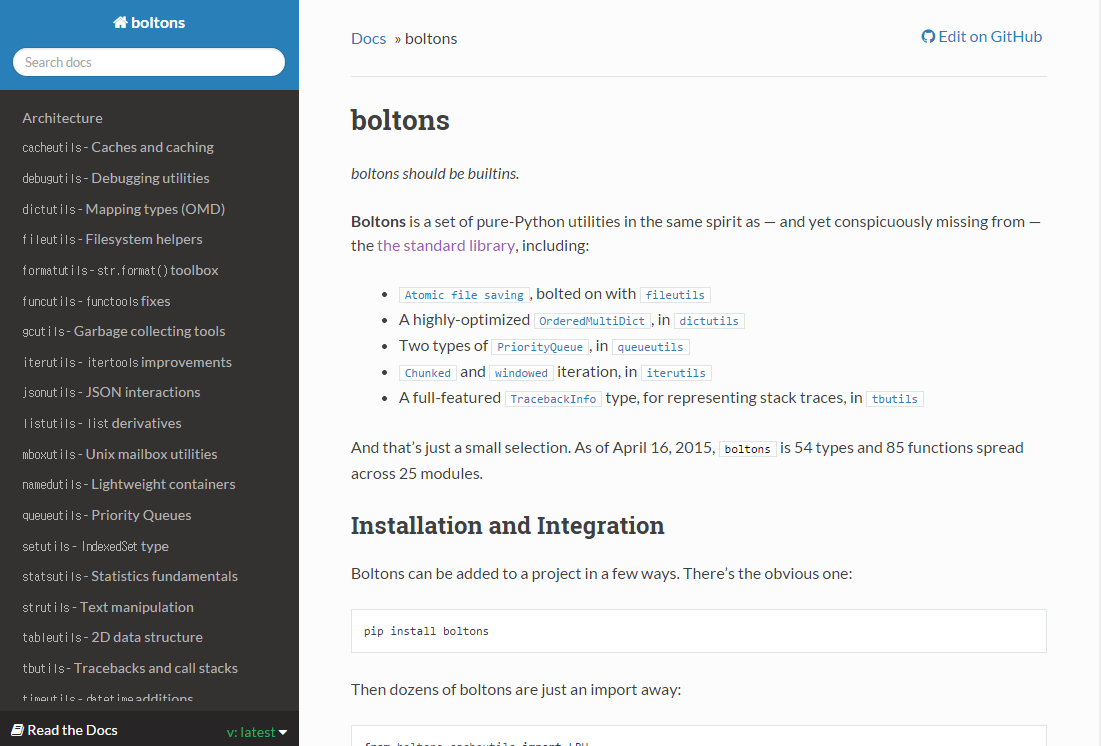 boltons
Search docs
Architecture
cacheutils - Caches and caching
debugutils - Debugging utilities
dictutils - Mapping types (OMD)
fileutils - Filesystem helpers
formatutils - str.format() toolbox
funcutils - functools fixes
gcutils - Garbage collecting tools
iterutils - itertools improvements
jsonutils - JSON interactions
listutils - list derivatives
mboxutils - Unix mailbox utilities
namedutils - Lightweight containers
queueutils - Priority Queues
setutils - IndexedSet type
statsutils - Statistics fundamentals
strutils - Text manipulation
tableutils - 2D data structure
tbutils - Tracebacks and call stacks
timeutils - datetime additions
Read the Docs
v: latest
Docs » boltons
Edit on GitHub
boltons
boltons should be builtins.
Boltons is a set of pure-Python utilities in the same spirit as — and yet conspicuously missing from —
the the standard library, including:
• Atomic file saving, bolted on with fileutils
• A highly-optimized OrderedMultiDict, in dictutils
• Two types of PriorityQueue, in queueutils
• Chunked and windowed iteration, in iterutils
• A full-featured TracebackInfo type, for representing stack traces, in tbutils
And that’s just a small selection. As of April 16, 2015, boltons is 54 types and 85 functions spread
across 25 modules.
Installation and Integration
Boltons can be added to a project in a few ways. There’s the obvious one:
pip install boltons
Then dozens of boltons are just an import away:
from boltons.cacheutils import LRU